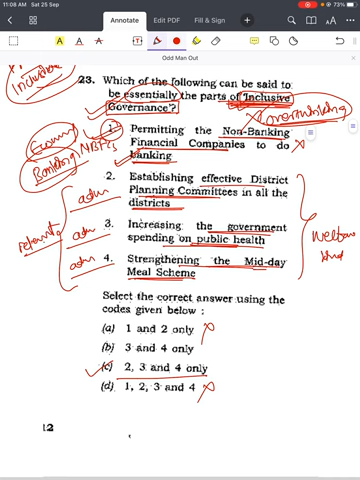 11:08 AM Sat 25 Sep
73%
Annotate
Prepare
Fill & Sign
Odd Man Out
Inclusive
23. Which of the following can be said to
be essentially the parts of 'Inclusive
Governance'?
Economy
Banking
NBFCs
1. Permitting the Non-Banking
Financial Companies to do
banking
2. Establishing effective District
Planning Committees in all the
districts
3. Increasing the government
spending on public health
4. Strengthening the Mid-day
Meal Scheme
adm
adm
adm
Welfare
Select the correct answer using the
codes given below :
(a) 1 and 2 only
(b) 3 and 4 only
(c) 2, 3 and 4 only
(d) 1, 2, 3 and 4
12